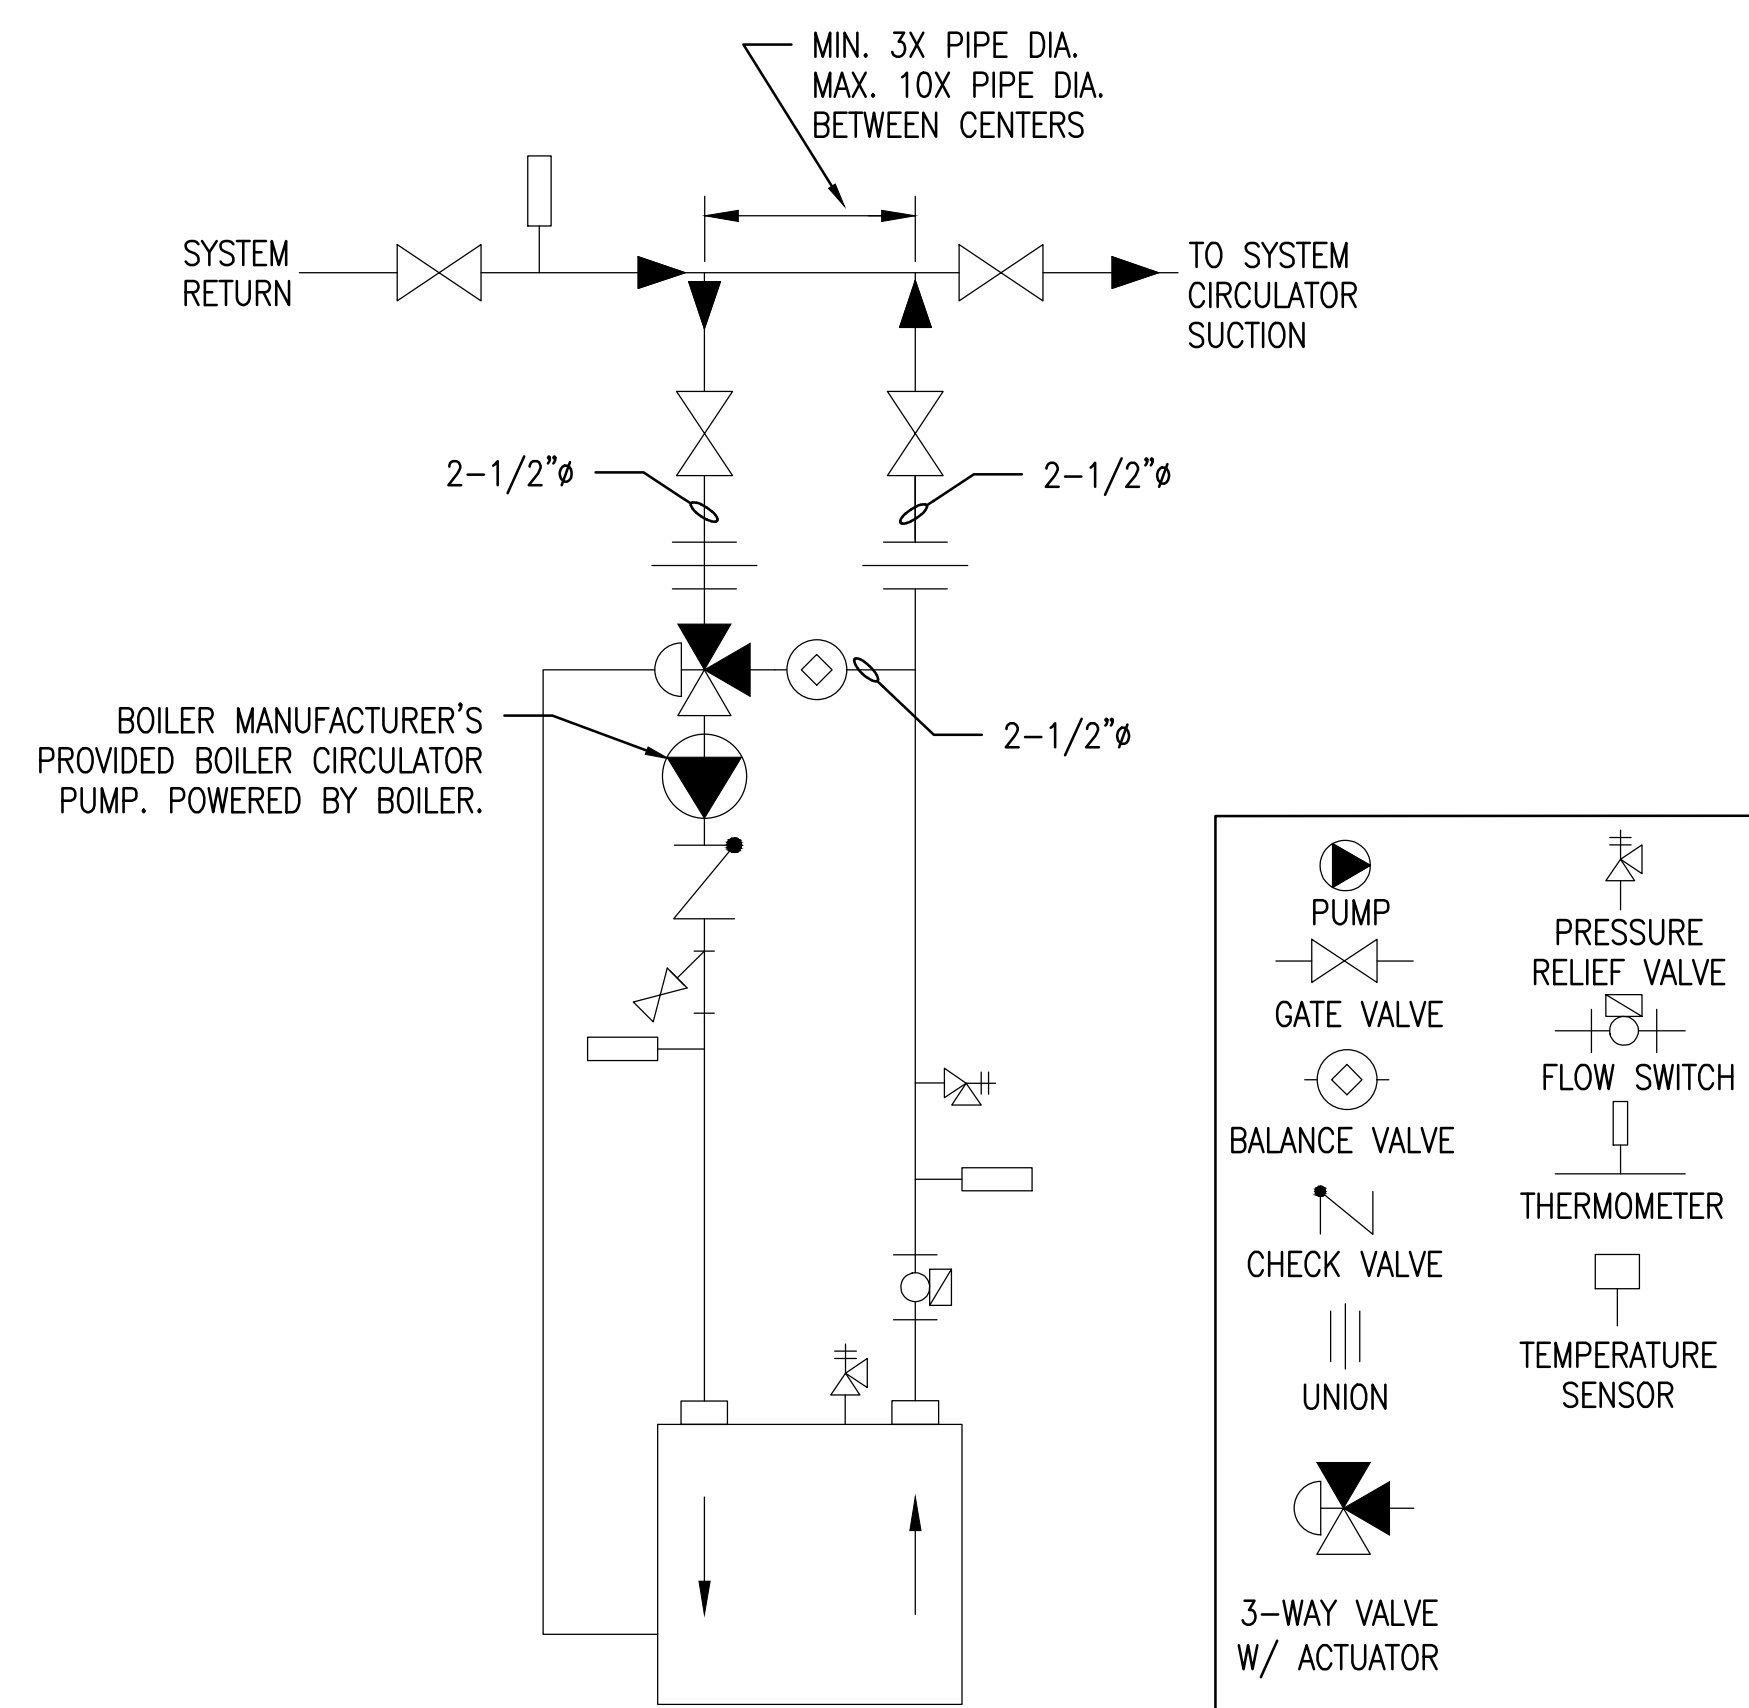 MIN. 3X PIPE DIA.
MAX. 10X PIPE DIA.
BETWEEN CENTERS
SYSTEM
RETURN
TO SYSTEM
CIRCULATOR
SUCTION
2-1/2"ø
2-1/2"ø
2-1/2"ø
BOILER MANUFACTURER'S
PROVIDED BOILER CIRCULATOR
PUMP. POWERED BY BOILER.
PUMP
GATE VALVE
BALANCE VALVE
CHECK VALVE
UNION
3-WAY VALVE
W/ ACTUATOR
PRESSURE
RELIEF VALVE
FLOW SWITCH
THERMOMETER
TEMPERATURE
SENSOR